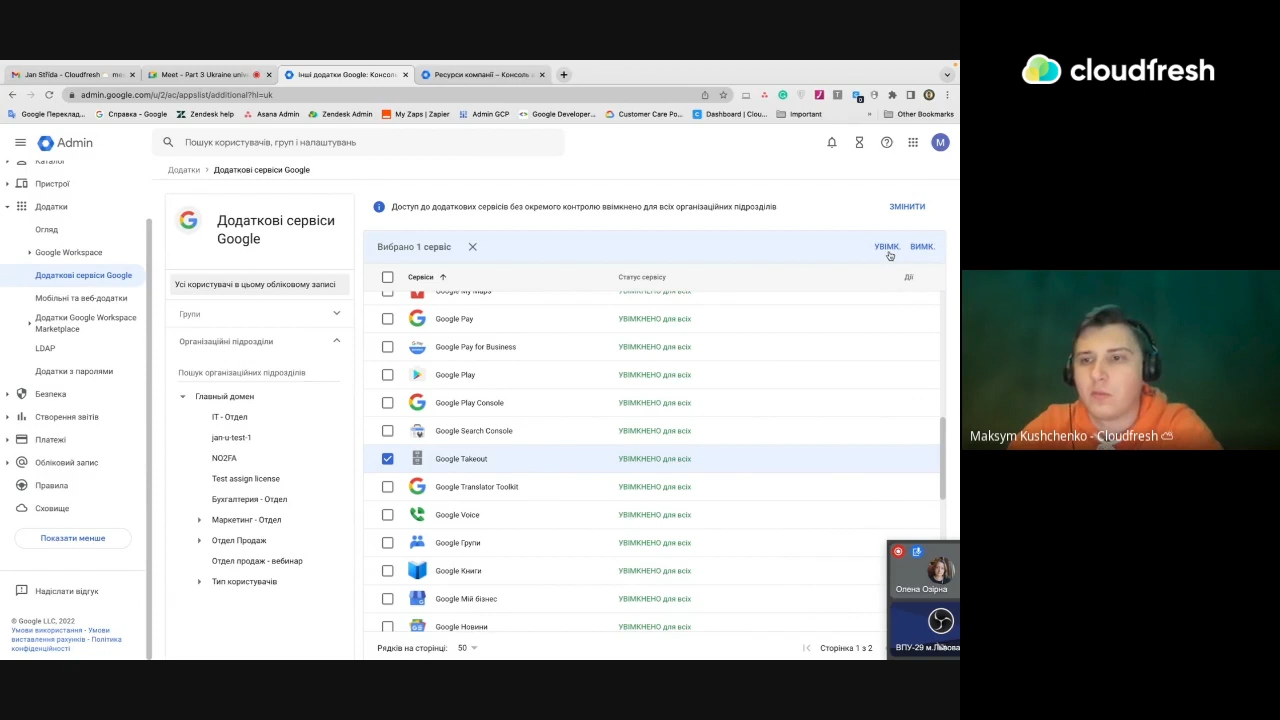 cloudfresh
Jan Střída - Cloudfresh
Meet - Part 3 Ukraine univ
Інші додатки Google: Консоль
Ресурси компанії – Консоль
admin.google.com/u/2/ac/appslist/additional?hl=uk
Google Переклад...
Справка - Google
Zendesk help
Asana Admin
Zendesk Admin
My Zaps | Zapier
Admin GCP
Google Developer...
Customer Care Po...
Dashboard | Clou...
Important
»
Other Bookmarks
Admin
Пошук користувачів, груп і налаштувань
M
Каталог
Пристрої
Додатки
Огляд
Google Workspace
Додаткові сервіси Google
Мобільні та веб-додатки
Додатки Google Workspace
Marketplace
LDAP
Додатки з паролями
Безпека
Створення звітів
Платежі
Обліковий запис
Правила
Сховище
Показати менше
Надіслати відгук
© Google LLC, 2022
Умови використання - Умови
виставлення рахунків - Політика
конфіденційності
Додатки > Додаткові сервіси Google
Додаткові сервіси
Google
Усі користувачі в цьому обліковому записі
Групи
Організаційні підрозділи
Пошук організаційних підрозділів
Главный домен
IT - Отдел
jan-u-test-1
NO2FA
Test assign license
Бухгалтерия - Отдел
Маркетинг - Отдел
Отдел Продаж
Отдел продаж - вебинар
Тип користувачів
Доступ до додаткових сервісів без окремого контролю ввімкнено для всіх організаційних підрозділів
ЗМІНИТИ
Вибрано 1 сервіс
УВІМК.
ВИМК.
Сервіси
Статус сервісу
Дії
Google My Maps УВІМКНЕНО для всіх
Google Pay УВІМКНЕНО для всіх
Google Pay for Business УВІМКНЕНО для всіх
Google Play УВІМКНЕНО для всіх
Google Play Console УВІМКНЕНО для всіх
Google Search Console УВІМКНЕНО для всіх
Google Takeout УВІМКНЕНО для всіх
Google Translator Toolkit УВІМКНЕНО для всіх
Google Voice УВІМКНЕНО для всіх
Google Групи УВІМКНЕНО для всіх
Google Книги УВІМКНЕНО для всіх
Google Мій бізнес УВІМКНЕНО для всіх
Google Новини УВІМКНЕНО для всіх
Рядків на сторінці: 50
Сторінка 1 з 2
Олена Озірна
ВПУ-29 м.Львова
Maksym Kushchenko - Cloudfresh